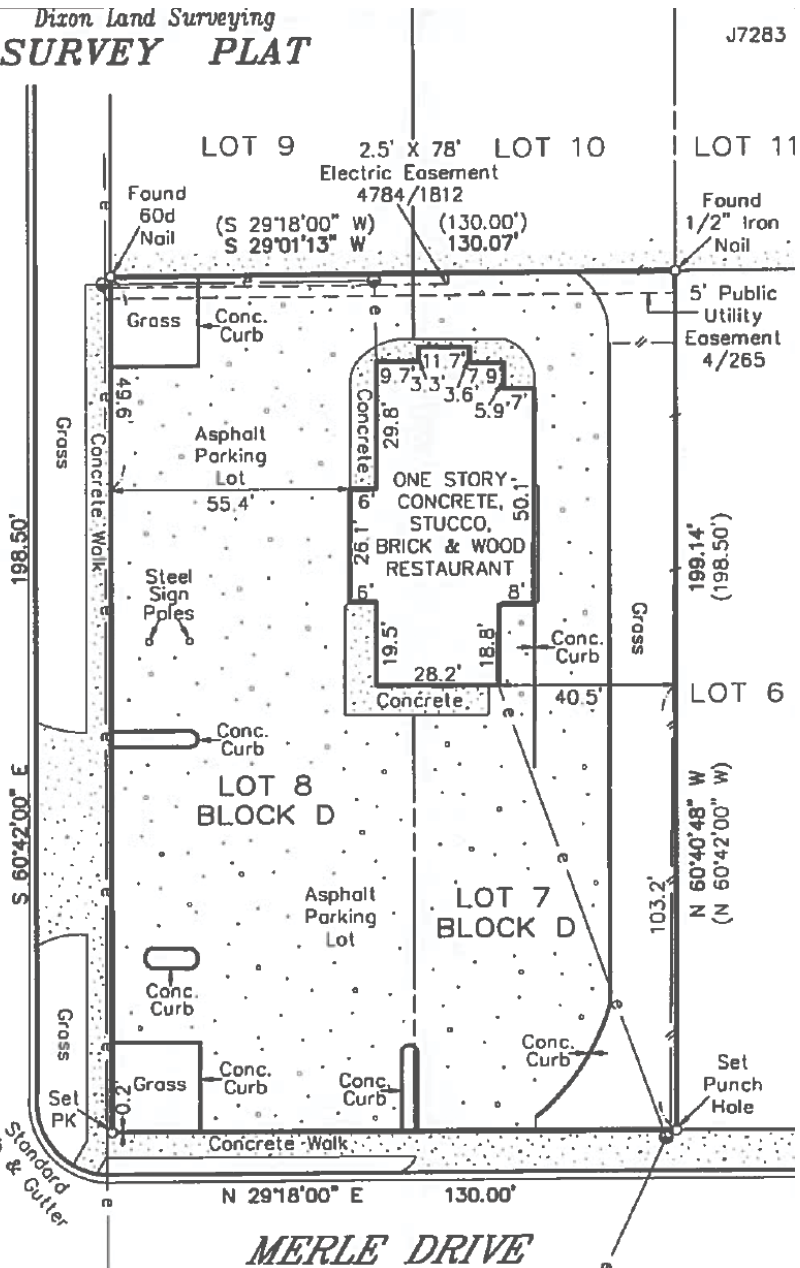 Dixon Land Surveying
SURVEY PLAT
J7283
LOT 9
2.5' X 78'
Electric Easement
4784/1812
LOT 10
LOT 11
Found
60d
Nail
(S 29°18'00" W)
S 29°01'13" W
(130.00')
130.07'
Found
1/2" Iron
Nail
Grass
Conc.
Curb
5' Public
Utility
Easement
4/265
49.6'
Grass
Concrete Walk
Asphalt
Parking
Lot
55.4'
Concrete
9.7'
3.3'
11.7'
3.6'
7.9'
5.9'
7'
29.8'
6'
29.1'
6'
ONE STORY
CONCRETE,
STUCCO,
BRICK & WOOD
RESTAURANT
50.1'
8'
19.5'
18.8'
28.2'
Concrete
Conc.
Curb
40.5'
Grass
199.14'
(198.50')
198.50'
S 60°42'00" E
Steel
Sign
Poles
Conc.
Curb
LOT 8
BLOCK D
LOT 6
N 60°40'48" W
(N 60°42'00" W)
103.2'
Asphalt
Parking
Lot
LOT 7
BLOCK D
Conc.
Curb
Grass
Set
PK
0.2'
Grass
Conc.
Curb
Conc.
Curb
Conc.
Curb
Set
Punch
Hole
Standard
& Gutter
Concrete Walk
N 29°18'00" E
130.00'
MERLE DRIVE
e
e
e
e
e
e
e
e
e
e